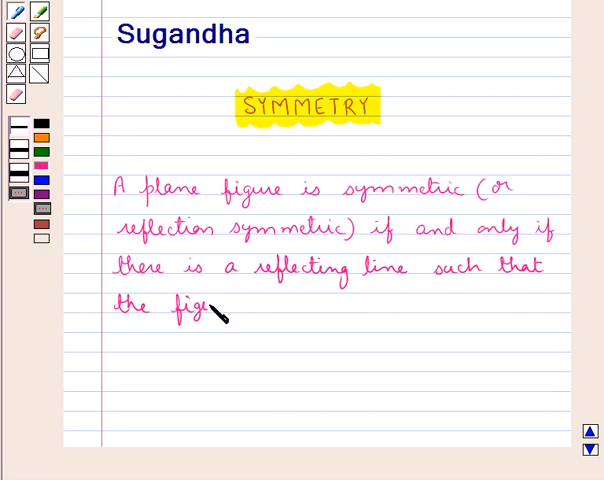 Sugandha
SYMMETRY
A plane figure is symmetric (or
reflection symmetric) if and only if
there is a reflecting line such that
the figu